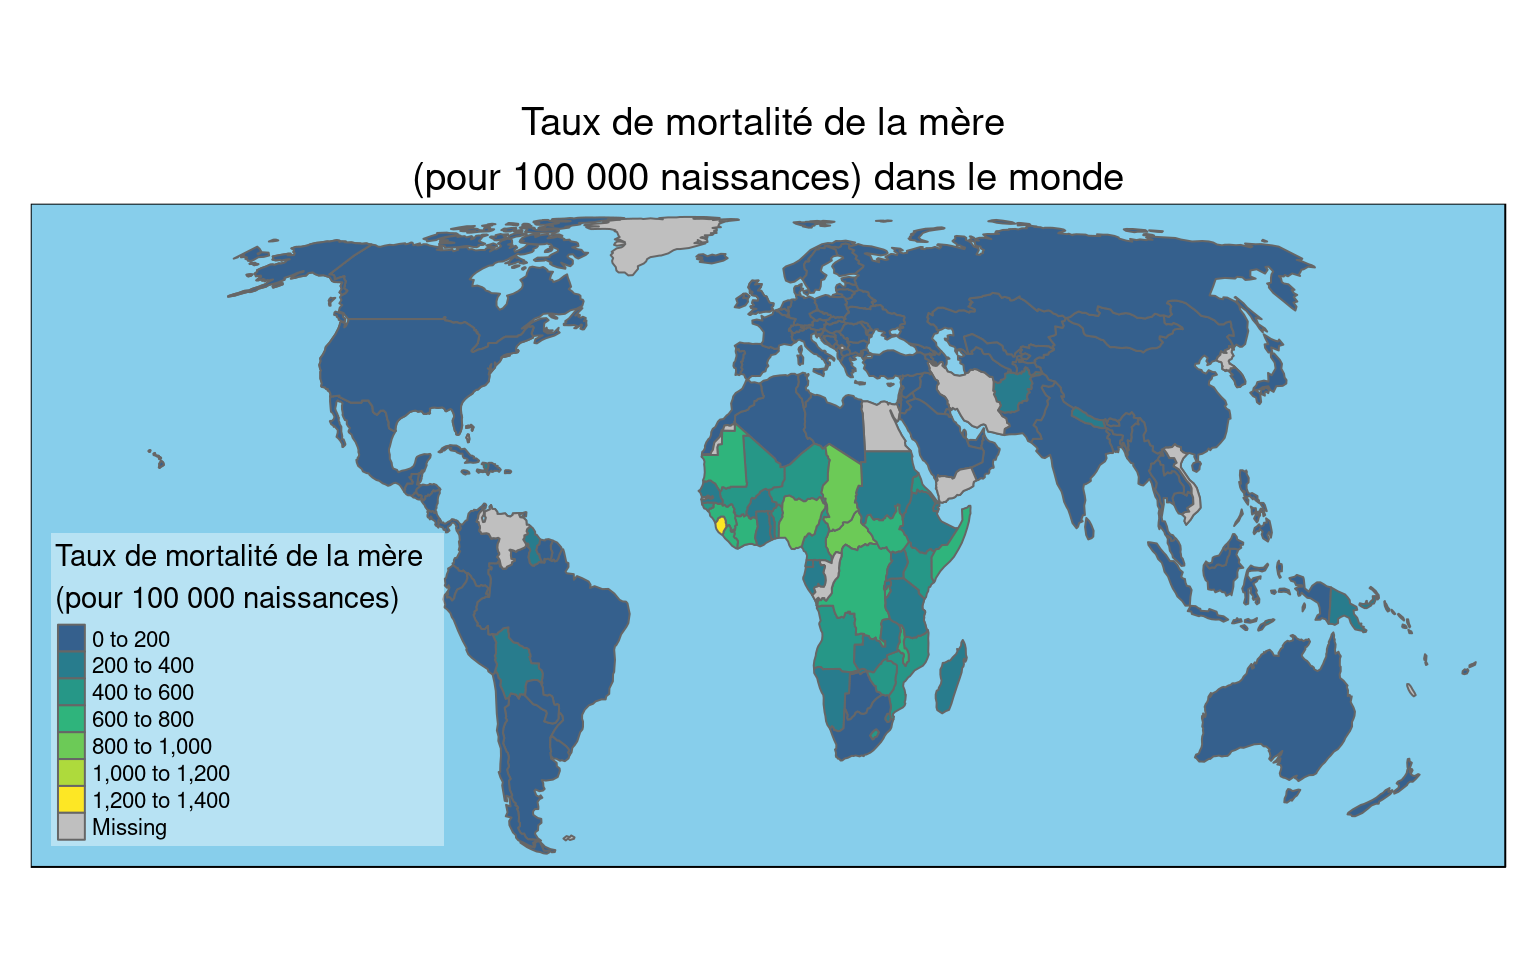 Taux de mortalité de la mère
(pour 100 000 naissances) dans le monde
Taux de mortalité de la mère
(pour 100 000 naissances)
0 to 200
200 to 400
400 to 600
600 to 800
800 to 1,000
1,000 to 1,200
1,200 to 1,400
Missing